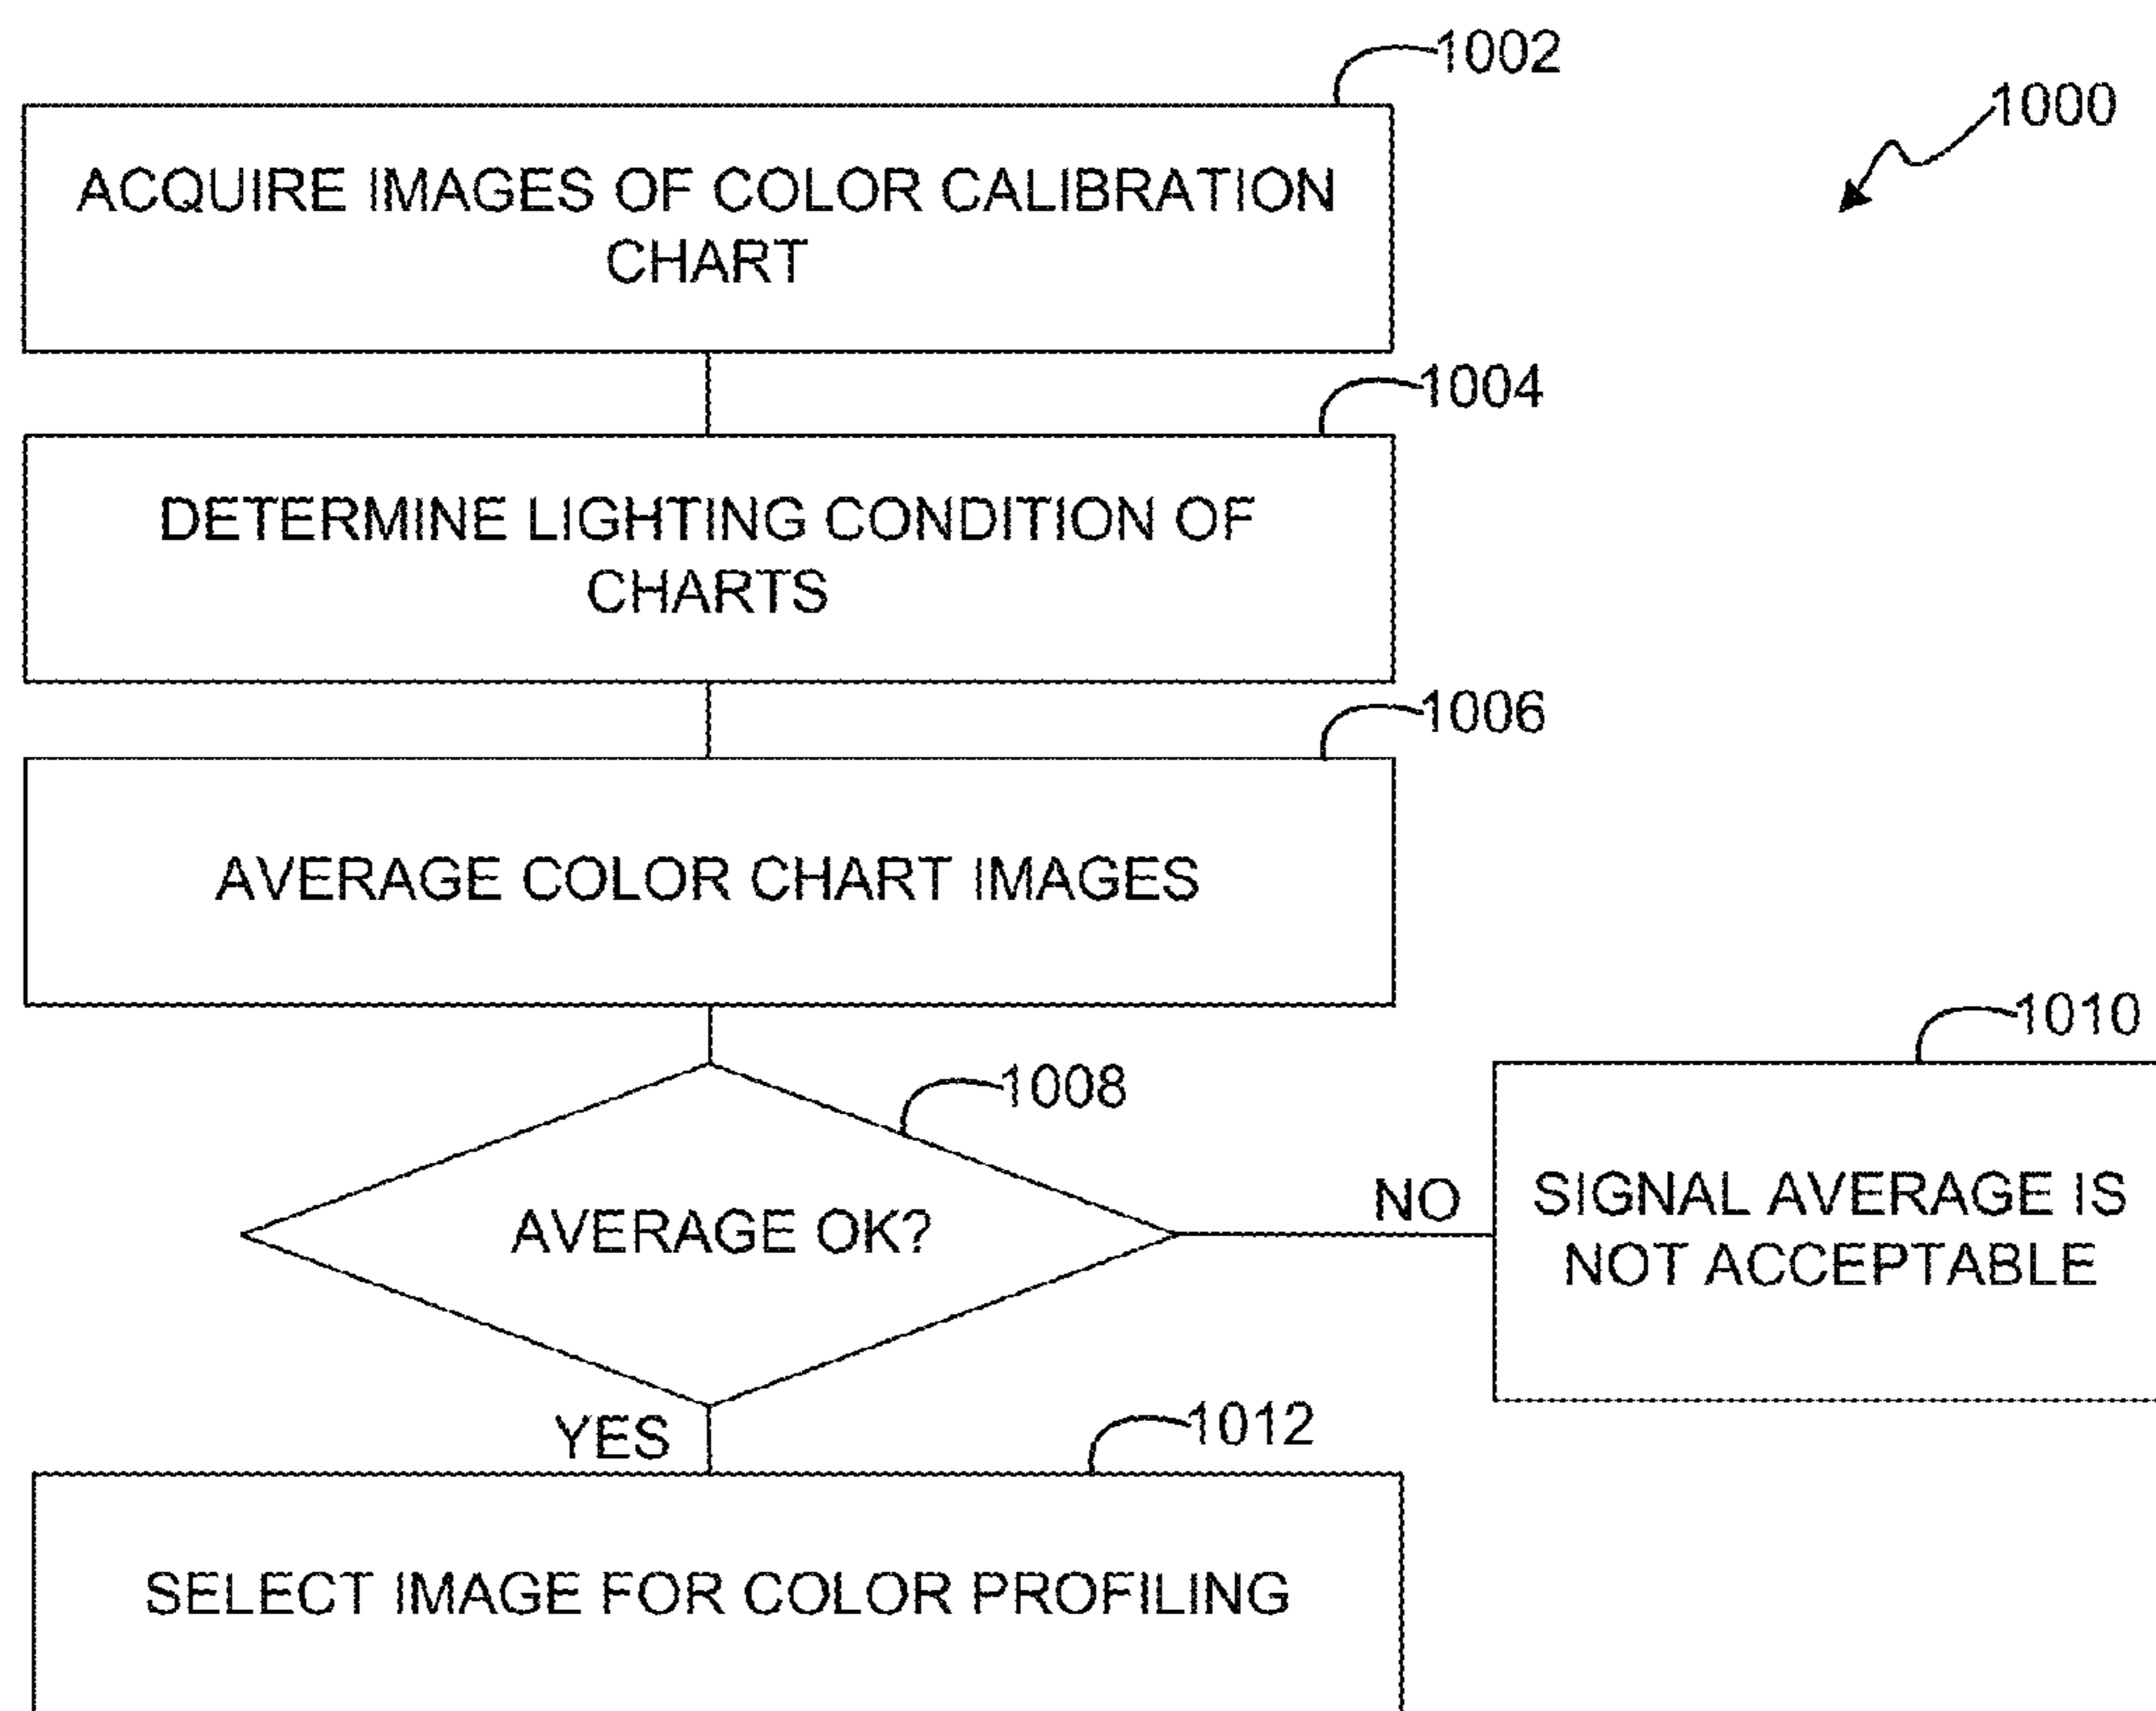 1002
1000
ACQUIRE IMAGES OF COLOR CALIBRATION
CHART
1004
DETERMINE LIGHTING CONDITION OF
CHARTS
1006
AVERAGE COLOR CHART IMAGES
1010
1008
AVERAGE OK?
NO
SIGNAL AVERAGE IS
NOT ACCEPTABLE
YES
1012
SELECT IMAGE FOR COLOR PROFILING